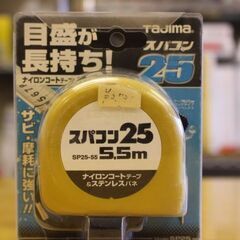 目盛が
長持ち!
ナイロンコートテープ
TAJIMA
スパコン
25
サビ・摩耗に強い!!
スパコン25
SP25-55
5.5m
ナイロンコートテープ
&ステンレスバネ